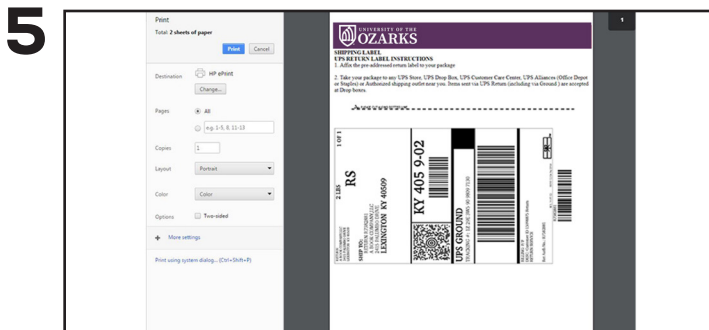 5
Print
Total: 2 sheets of paper
Print Cancel
Destination HP ePrint
Change...
Pages All
e.g. 1-5, 8, 11-13
Copies 1
Layout Portrait
Color Color
Options Two-sided
+ More settings
Print using system dialog... (Ctrl+Shift+P)
1
UNIVERSITY OF THE
OZARKS
SHIPPING LABEL
UPS RETURN LABEL INSTRUCTIONS
1. Affix the pre-addressed return label to your package
2. Take your package to any UPS Store, UPS Drop Box, UPS Customer Care Center, UPS Alliances (Office Depot
or Staples) or Authorized shipping outlet near you. Items sent via UPS Return (including via Ground) are accepted
at Drop boxes.
2 LBS
1 OF 1
RS
SHIP TO:
LEXINGTON KY 40509
KY 405 9-02
UPS GROUND